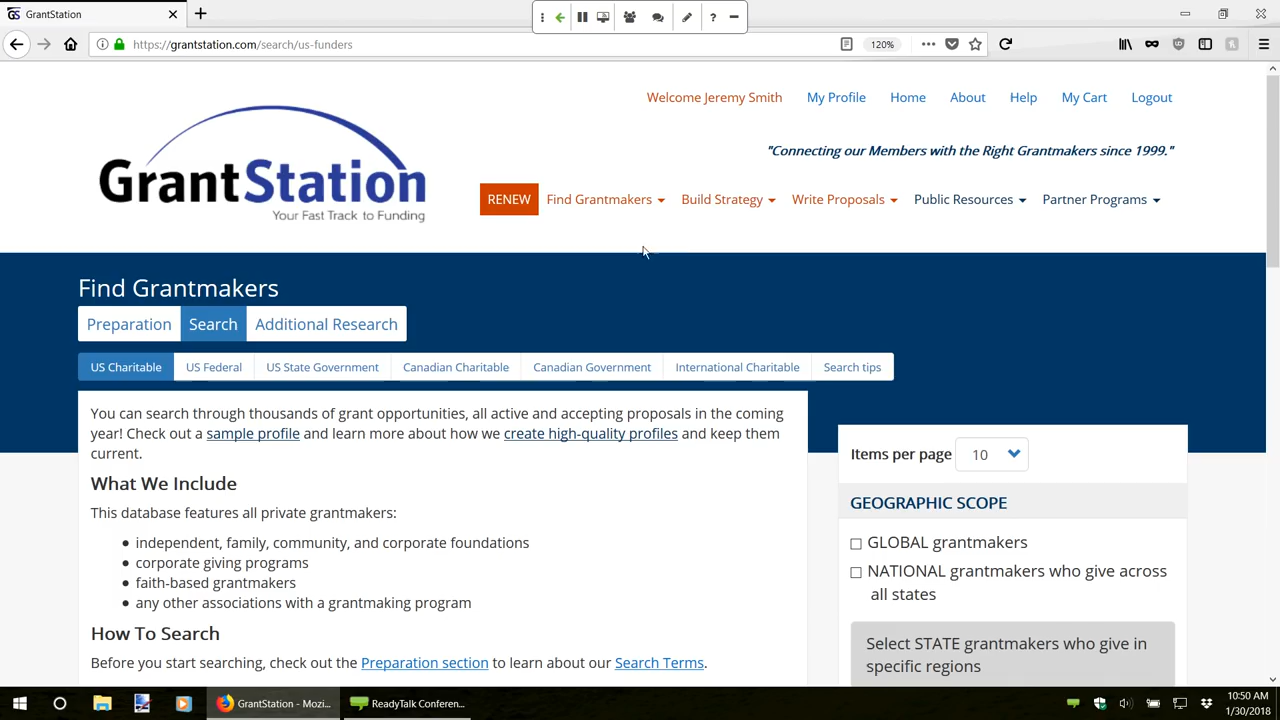 GrantStation
https://grantstation.com/search/us-funders
120%
Welcome Jeremy Smith
My Profile
Home
About
Help
My Cart
Logout
GrantStation
Your Fast Track to Funding
"Connecting our Members with the Right Grantmakers since 1999."
RENEW
Find Grantmakers
Build Strategy
Write Proposals
Public Resources
Partner Programs
Find Grantmakers
Preparation
Search
Additional Research
US Charitable
US Federal
US State Government
Canadian Charitable
Canadian Government
International Charitable
Search tips
You can search through thousands of grant opportunities, all active and accepting proposals in the coming
year! Check out a sample profile and learn more about how we create high-quality profiles and keep them
current.
What We Include
This database features all private grantmakers:
independent, family, community, and corporate foundations
corporate giving programs
faith-based grantmakers
any other associations with a grantmaking program
How To Search
Before you start searching, check out the Preparation section to learn about our Search Terms.
Items per page
10
GEOGRAPHIC SCOPE
GLOBAL grantmakers
NATIONAL grantmakers who give across
all states
Select STATE grantmakers who give in
specific regions
GrantStation - Mozi...
ReadyTalk Conferen...
10:50 AM
1/30/2018